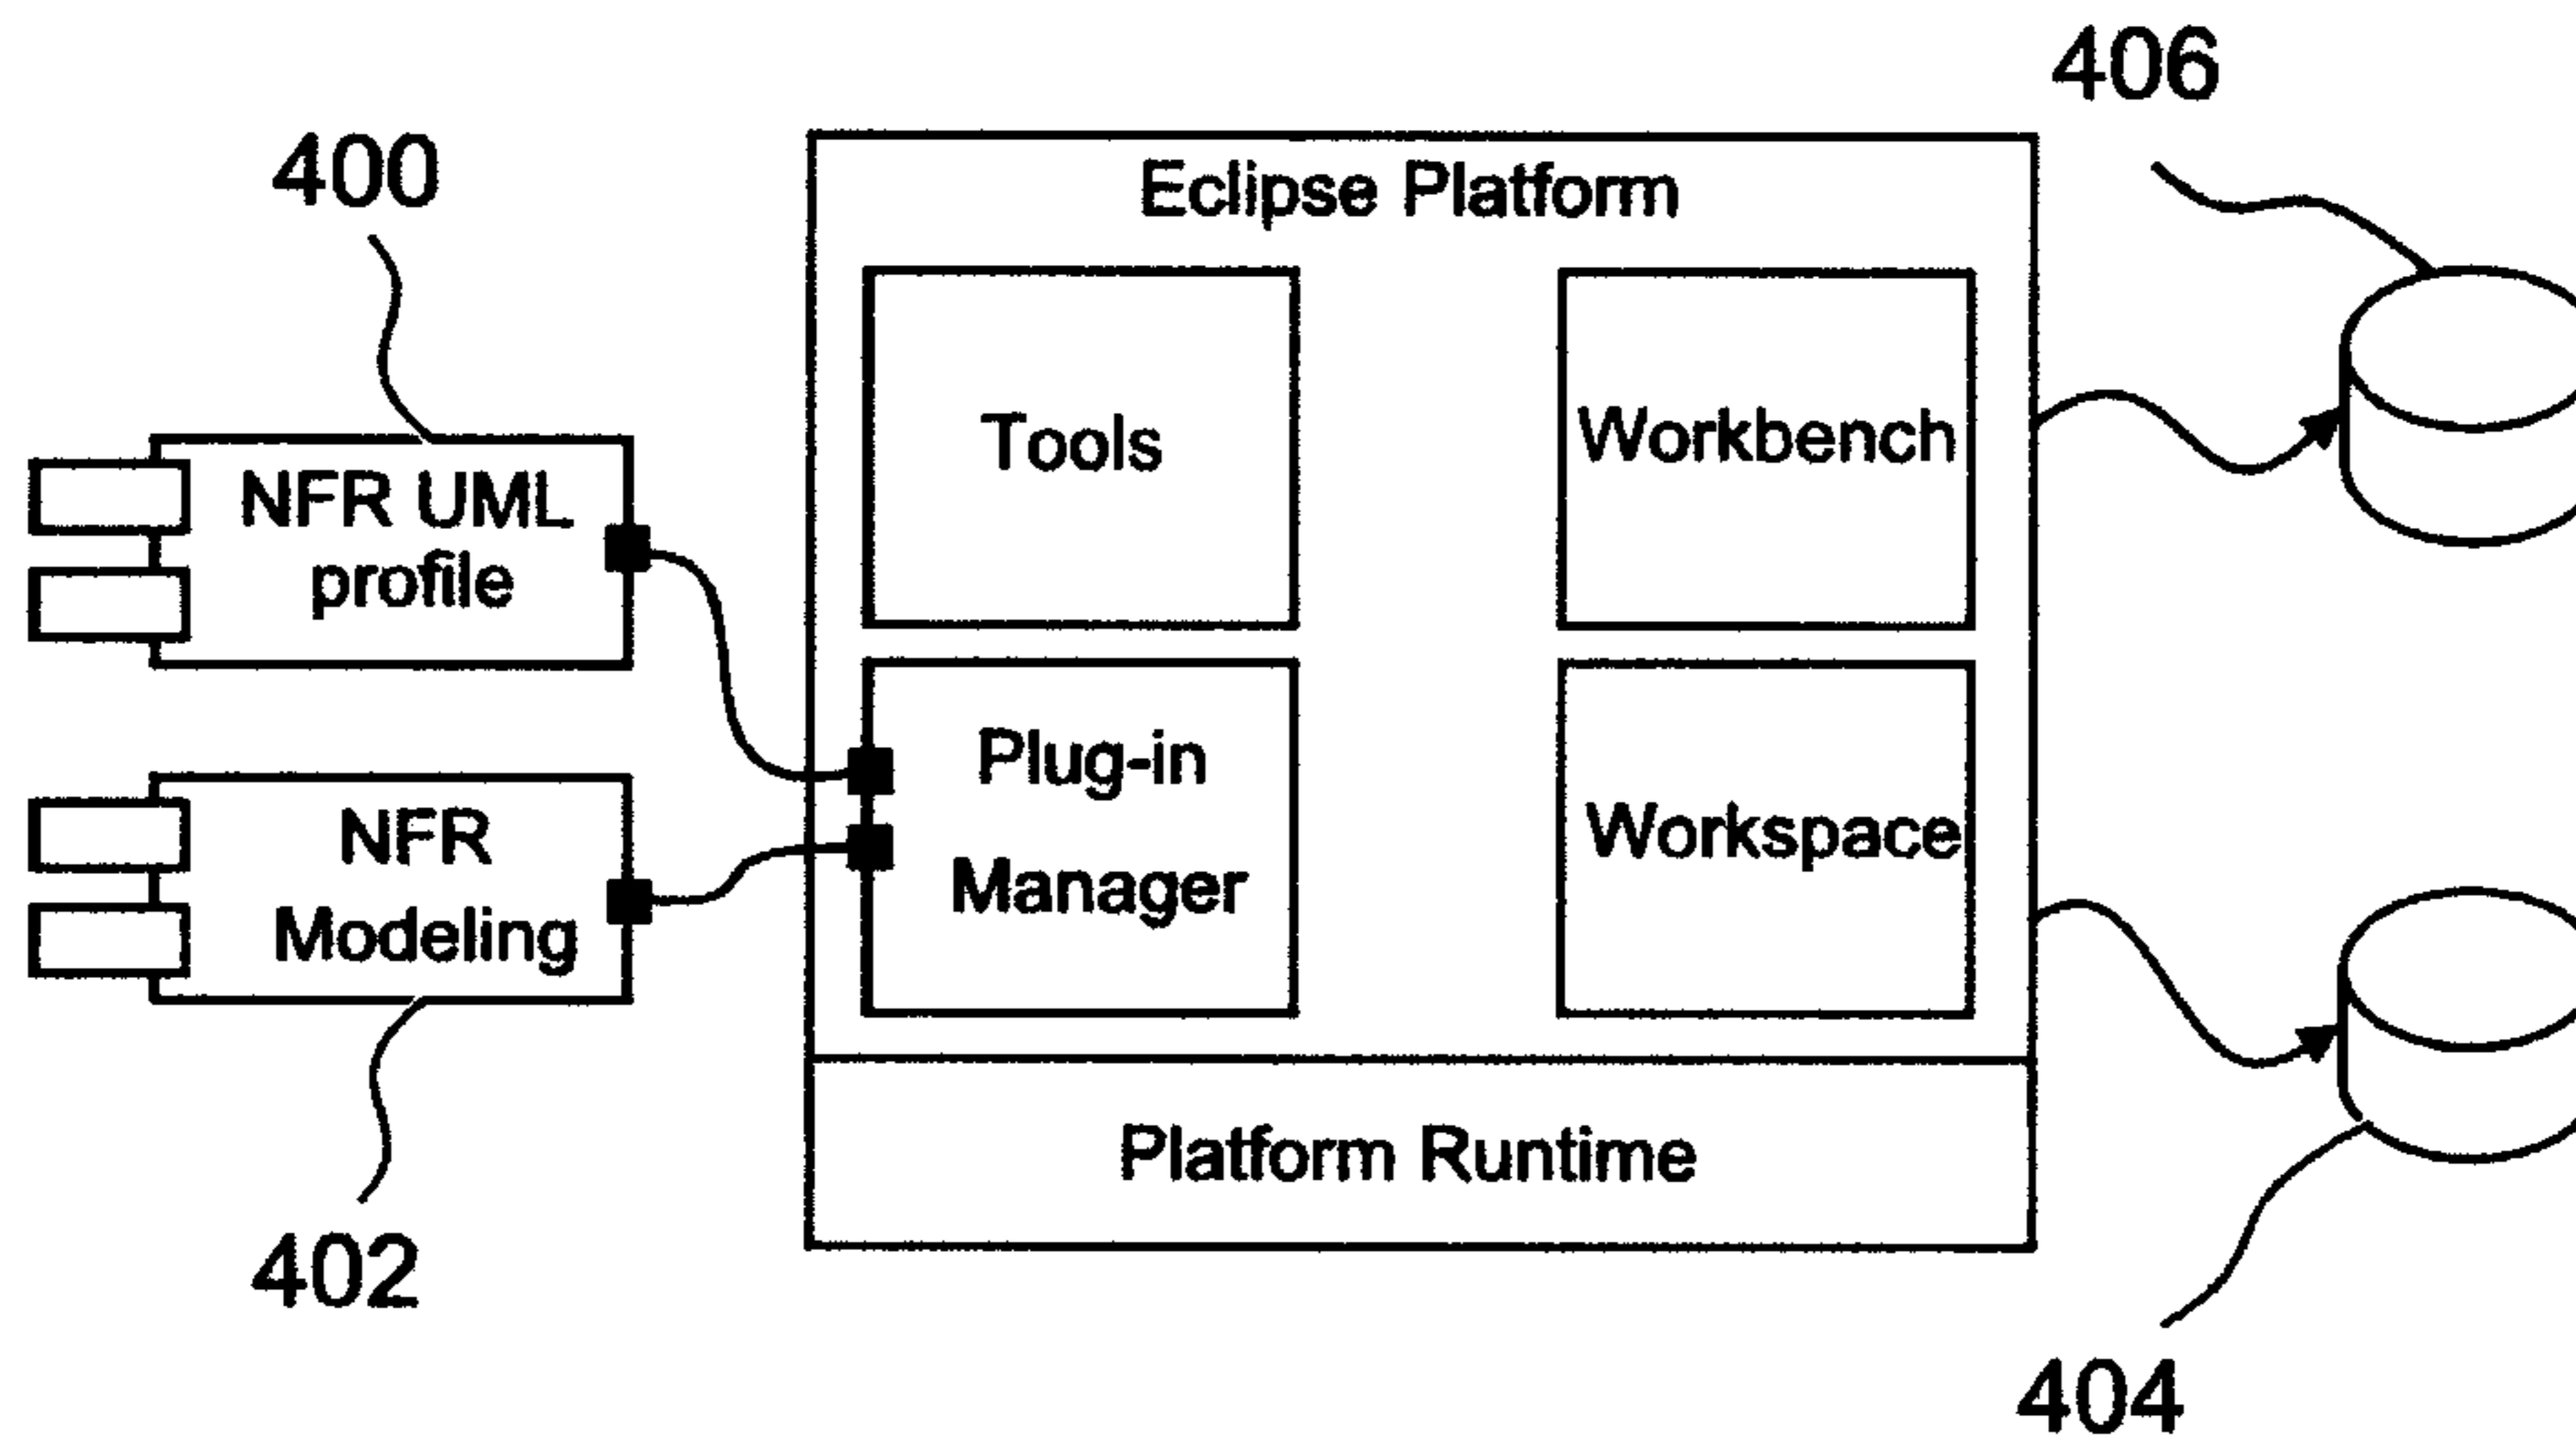 406
400
Eclipse Platform
Tools
Workbench
NFR UML
profile
Plug-in
Manager
Workspace
NFR
Modeling
Platform Runtime
402
404